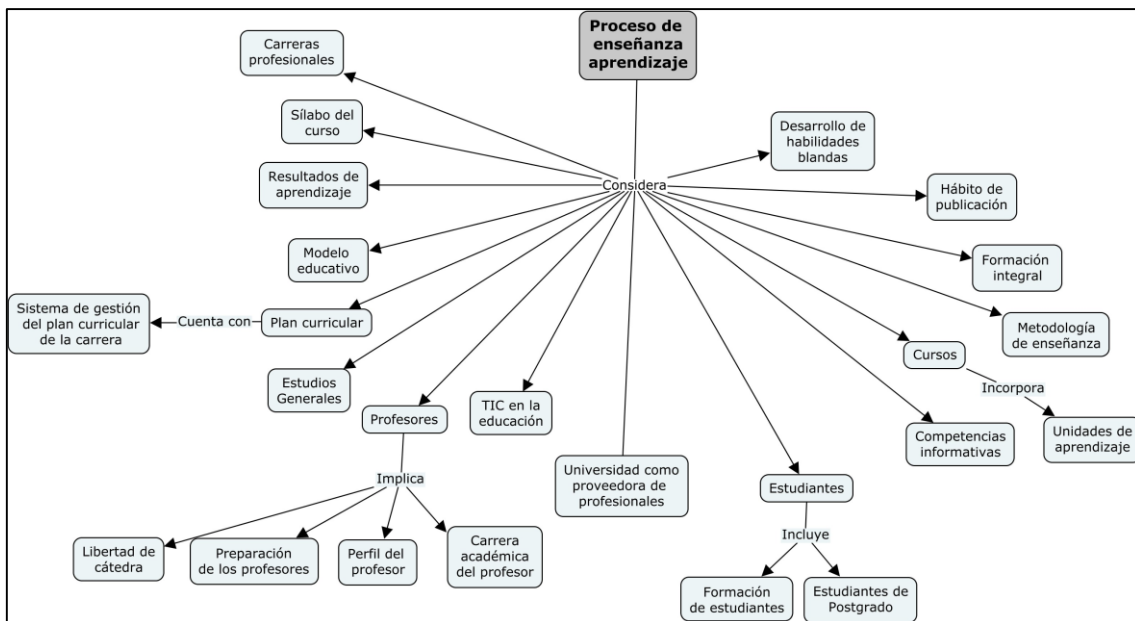 Proceso de
enseñanza
aprendizaje
Carreras
profesionales
Sílabo del
curso
Desarrollo de
habilidades
blandas
Resultados de
aprendizaje
Considera
Hábito de
publicación
Modelo
educativo
Formación
integral
Sistema de gestión
del plan curricular
de la carrera
Cuenta con
Plan curricular
Metodología
de enseñanza
Cursos
Estudios
Generales
Incorpora
Profesores
TIC en la
educación
Competencias
informativas
Unidades de
aprendizaje
Universidad como
proveedora de
profesionales
Implica
Estudiantes
Libertad de
cátedra
Preparación
de los profesores
Perfil del
profesor
Carrera
académica
del profesor
Incluye
Formación
de estudiantes
Estudiantes de
Postgrado